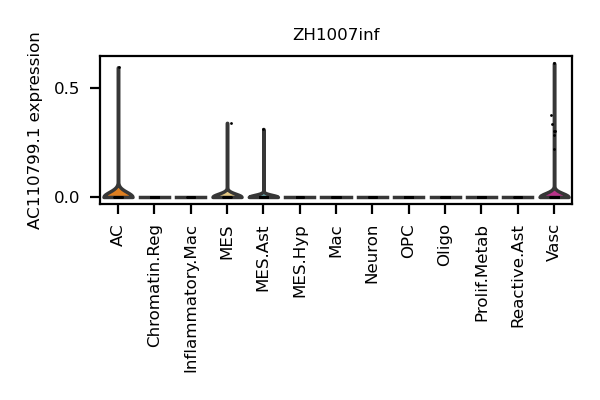 ZH1007inf
AC110799.1 expression
0.5
0.0
AC
Chromatin.Reg
Inflammatory.Mac
MES
MES.Ast
MES.Hyp
Mac
Neuron
OPC
Oligo
Prolif.Metab
Reactive.Ast
Vasc